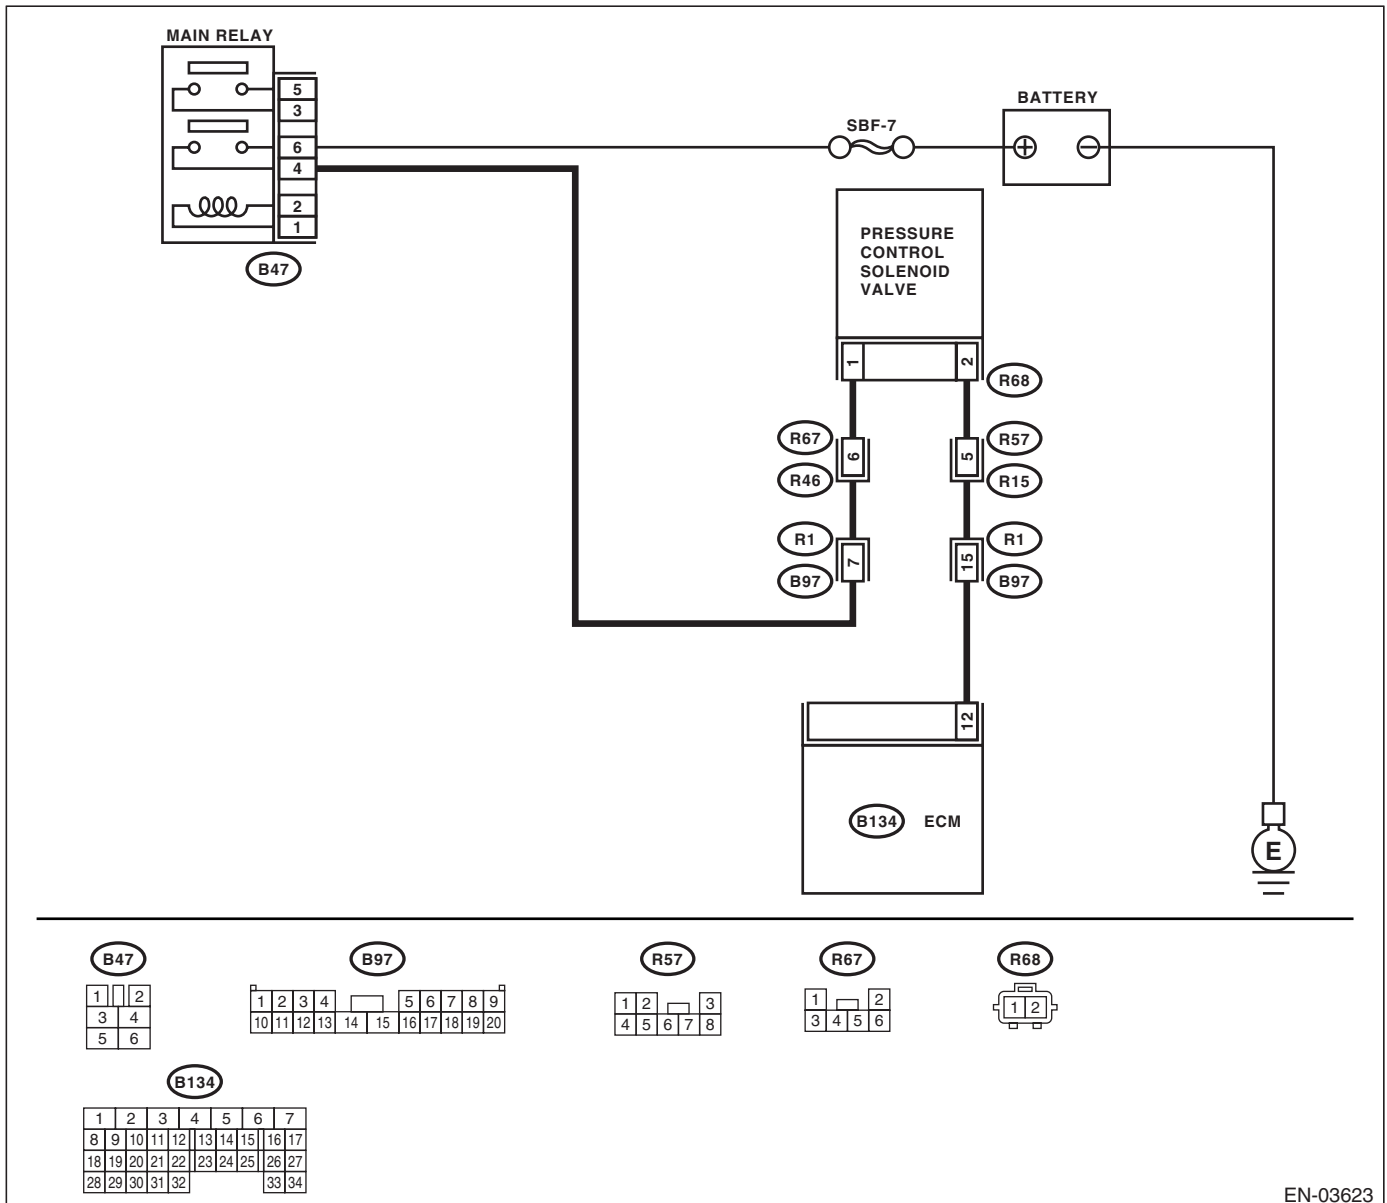 MAIN RELAY
5
3
6
4
2
1
B47
SBF-7
BATTERY
PRESSURE
CONTROL
SOLENOID
VALVE
1 2
R68
R67 6 5 R57
R46 R15
R1 7 15 R1
B97 B97
12
B134 ECM
E
B47
1 2
3 4
5 6
B97
1 2 3 4 5 6 7 8 9
10 11 12 13 14 15 16 17 18 19 20
R57
1 2 3
4 5 6 7 8
R67
1 2
3 4 5 6
R68
1 2
B134
1 2 3 4 5 6 7
8 9 10 11 12 13 14 15 16 17
18 19 20 21 22 23 24 25 26 27
28 29 30 31 32 33 34
EN-03623